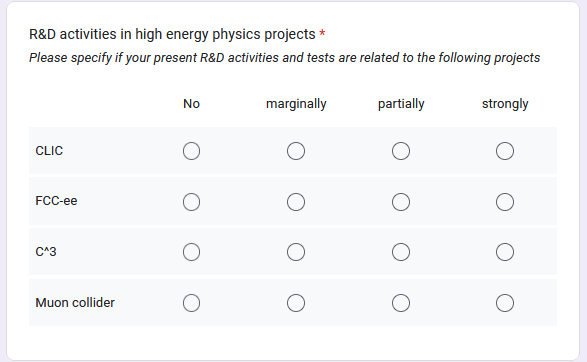 R&D activities in high energy physics projects *
Please specify if your present R&D activities and tests are related to the following projects
No marginally partially strongly
CLIC
FCC-ee
C^3
Muon collider